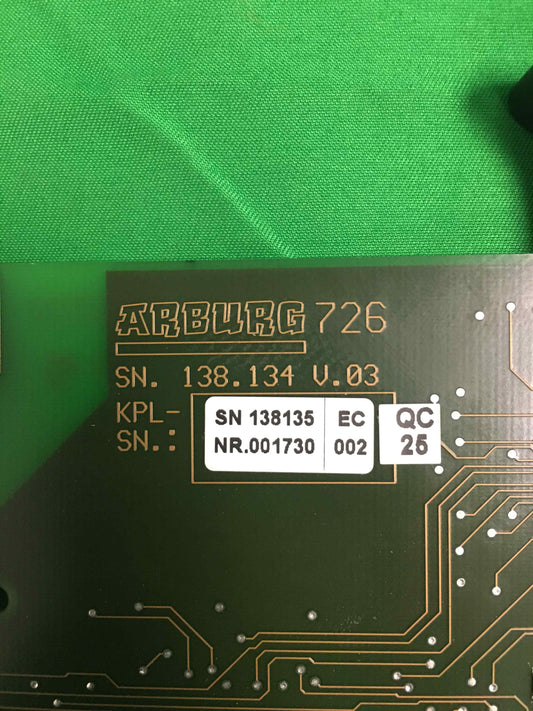 ARBURG 726
SN. 138.134 V.03
KPL-
SN.:
SN 138135 EC
NR.001730 002
QC
25